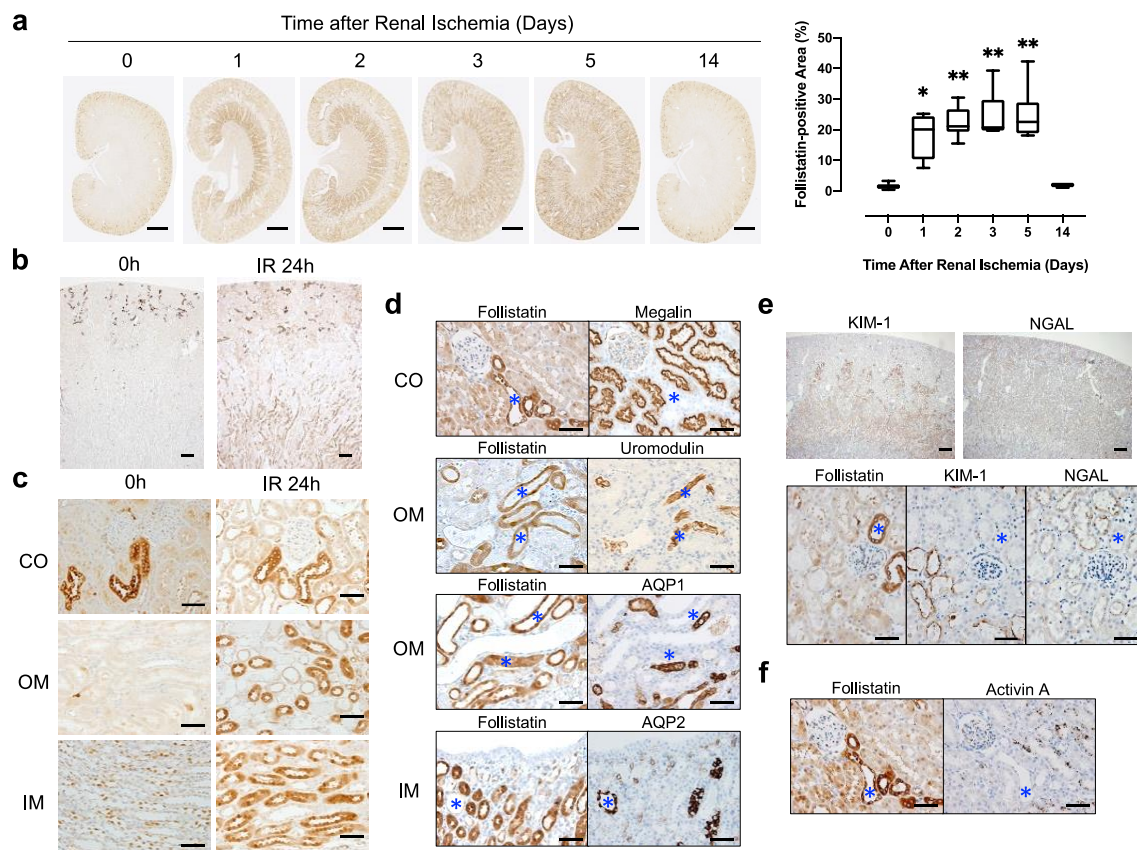 a
Time after Renal Ischemia (Days)
0 1 2 3 5 14
Follistatin-positive Area (%)
50
40
30
20
10
0
* ** ** **
0 1 2 3 5 14
Time After Renal Ischemia (Days)
b
0h IR 24h
c
0h IR 24h
CO
OM
IM
d
Follistatin Megalin
CO
* *
Follistatin Uromodulin
OM
* *
* *
Follistatin AQP1
OM
* *
* *
Follistatin AQP2
IM
* *
e
KIM-1 NGAL
Follistatin KIM-1 NGAL
* * *
f
Follistatin Activin A
* *